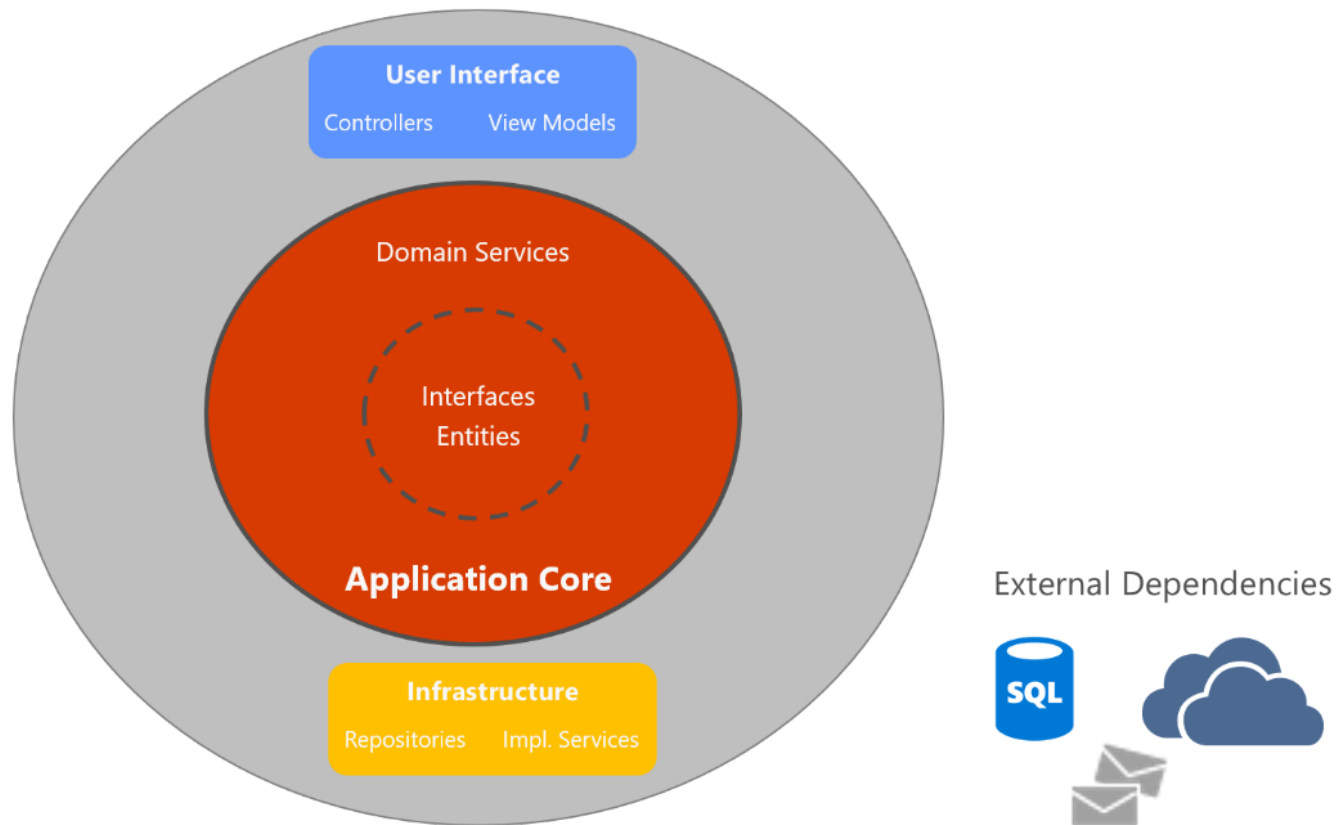 User Interface
Controllers View Models
Domain Services
Interfaces
Entities
Application Core
Infrastructure
Repositories Impl. Services
External Dependencies
SQL